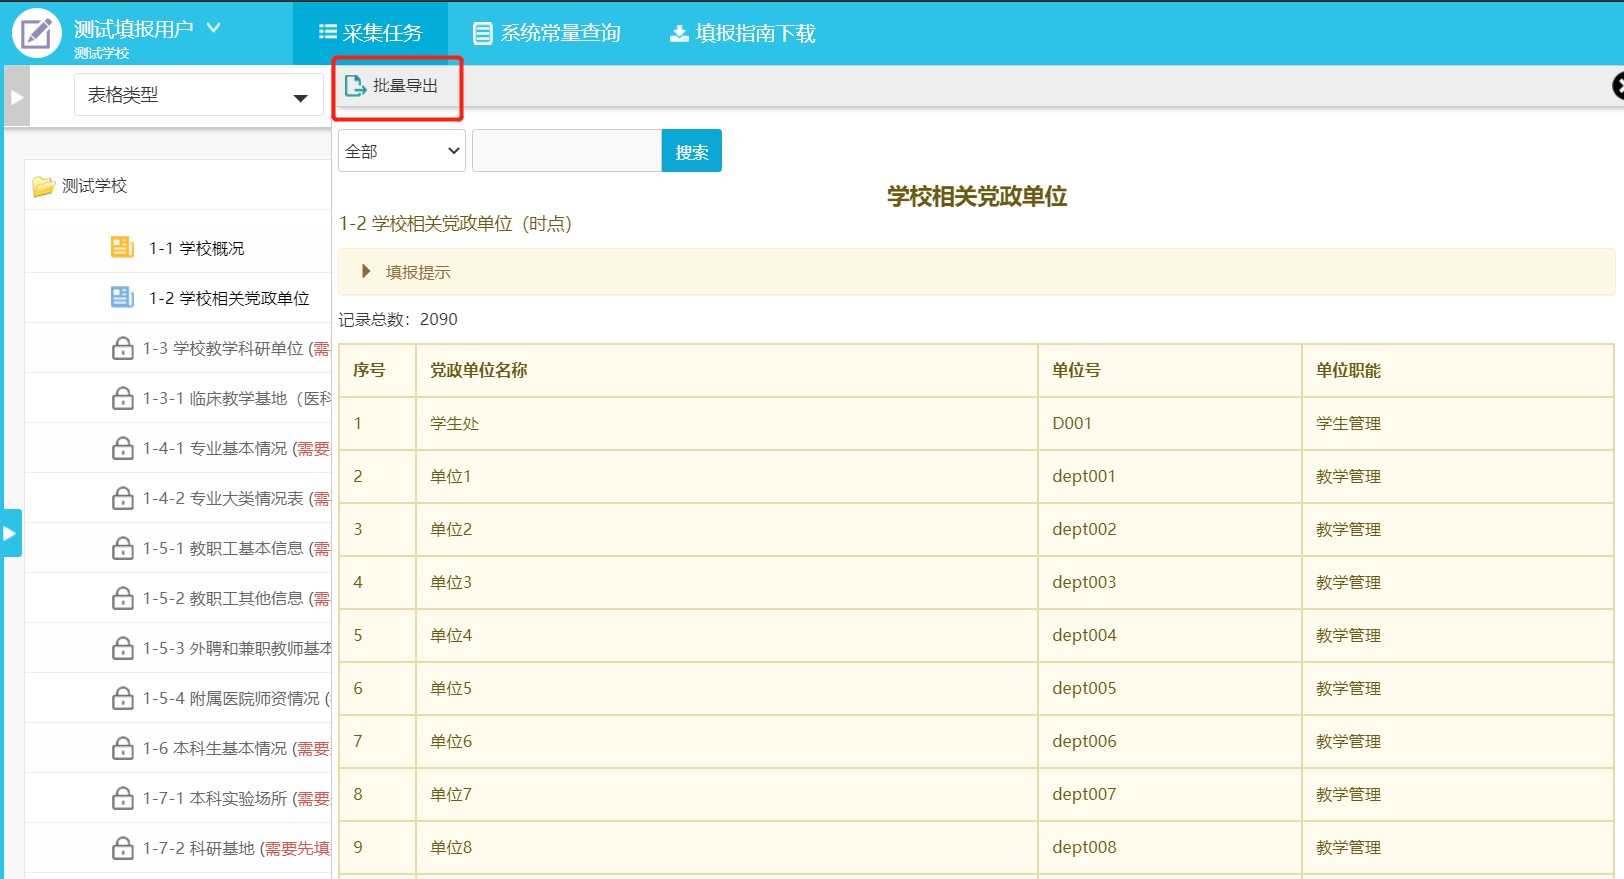 测试填报用户
测试学校
采集任务
系统常量查询
填报指南下载
表格类型
批量导出
全部
搜索
测试学校
1-1 学校概况
1-2 学校相关党政单位
1-3 学校教学科研单位 (需
1-3-1 临床教学基地（医科
1-4-1 专业基本情况 (需要
1-4-2 专业大类情况表 (需
1-5-1 教职工基本信息 (需
1-5-2 教职工其他信息 (需
1-5-3 外聘和兼职教师基本
1-5-4 附属医院师资情况 (
1-6 本科生基本情况 (需要
1-7-1 本科实验场所 (需要
1-7-2 科研基地 (需要先填
学校相关党政单位
1-2 学校相关党政单位（时点）
填报提示
记录总数：2090
序号 党政单位名称 单位号 单位职能
1 学生处 D001 学生管理
2 单位1 dept001 教学管理
3 单位2 dept002 教学管理
4 单位3 dept003 教学管理
5 单位4 dept004 教学管理
6 单位5 dept005 教学管理
7 单位6 dept006 教学管理
8 单位7 dept007 教学管理
9 单位8 dept008 教学管理